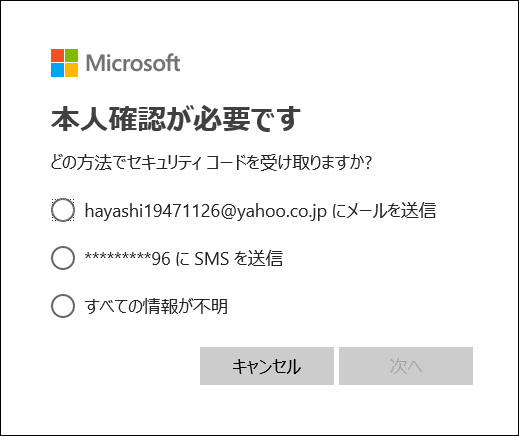 Microsoft
本人確認が必要です
どの方法でセキュリティ コードを受け取りますか?
hayashi19471126@yahoo.co.jp にメールを送信
*********96 に SMS を送信
すべての情報が不明
キャンセル
次へ